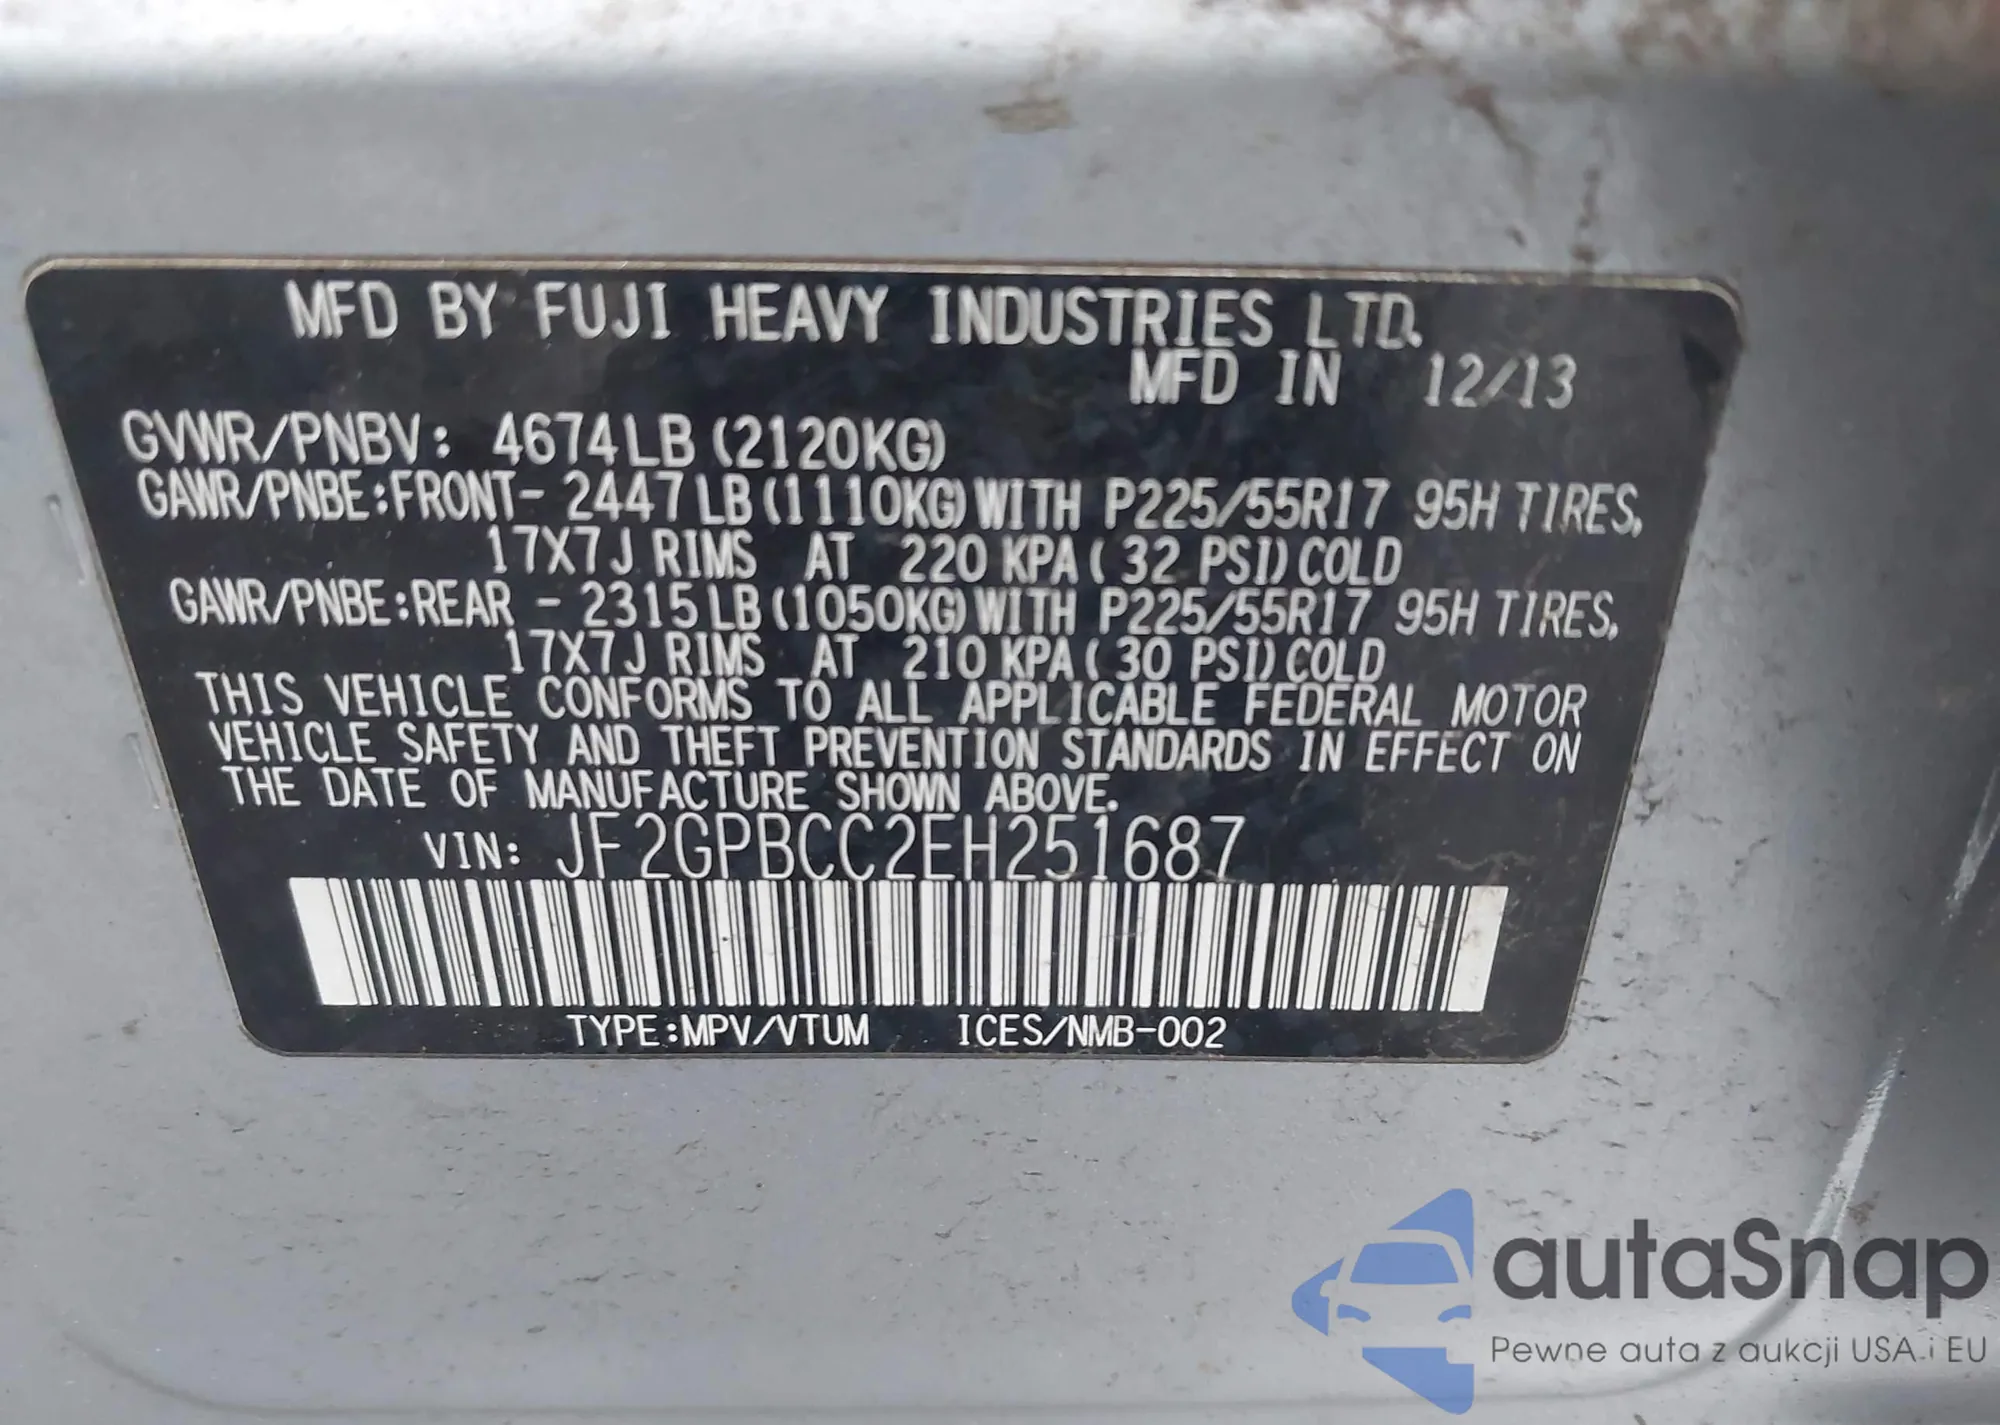 MFD BY FUJI HEAVY INDUSTRIES LTD.
MFD IN 12/13
GVWR/PNBV: 4674LB (2120KG)
GAWR/PNBE:FRONT- 2447LB (1110KG) WITH P225/55R17 95H TIRES,
17X7J RIMS AT 220 KPA ( 32 PSI) COLD
GAWR/PNBE:REAR - 2315LB (1050KG) WITH P225/55R17 95H TIRES,
17X7J RIMS AT 210 KPA ( 30 PSI) COLD
THIS VEHICLE CONFORMS TO ALL APPLICABLE FEDERAL MOTOR
VEHICLE SAFETY AND THEFT PREVENTION STANDARDS IN EFFECT ON
THE DATE OF MANUFACTURE SHOWN ABOVE.
VIN: JF2GPBCC2EH251687
TYPE:MPV/VTUM ICES/NMB-002
autaSnap
Pewne auta z aukcji USA i EU